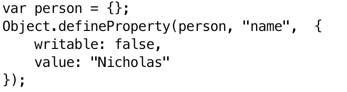 var person = {};
Object.defineProperty(person, "name",  {
    writable: false,
    value: "Nicholas"
});